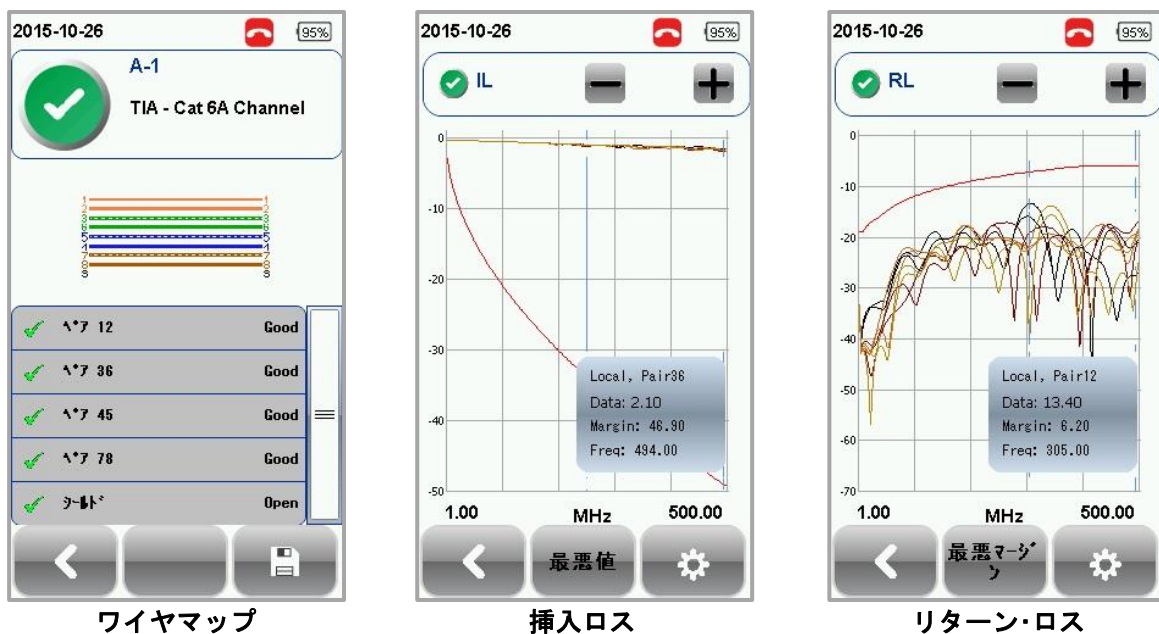 2015-10-26
95%
A-1
TIA - Cat 6A Channel
ﾍﾟｱ 12 Good
ﾍﾟｱ 36 Good
ﾍﾟｱ 45 Good
ﾍﾟｱ 78 Good
ｼｰﾙﾄﾞ Open
ワイヤマップ
2015-10-26
95%
IL
0
-10
-20
-30
-40
-50
Local, Pair36
Data: 2.10
Margin: 46.90
Freq: 494.00
1.00 MHz 500.00
最悪値
挿入ロス
2015-10-26
95%
RL
0
-10
-20
-30
-40
-50
-60
-70
Local, Pair12
Data: 13.40
Margin: 6.20
Freq: 305.00
1.00 MHz 500.00
最悪ﾏｰｼﾞ
ﾝ
リターン･ロス